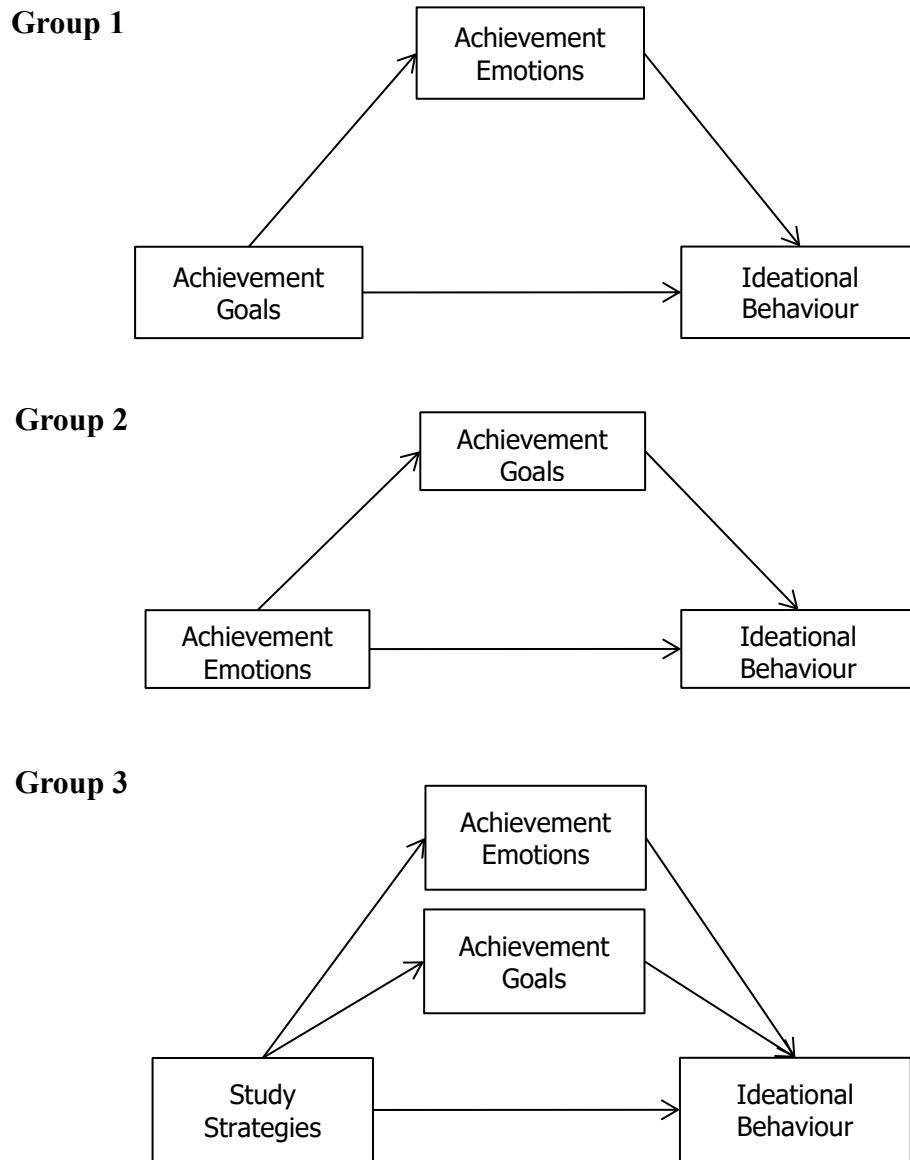 Group 1
Achievement
Emotions
Achievement
Goals
Ideational
Behaviour
Group 2
Achievement
Goals
Achievement
Emotions
Ideational
Behaviour
Group 3
Achievement
Emotions
Achievement
Goals
Study
Strategies
Ideational
Behaviour